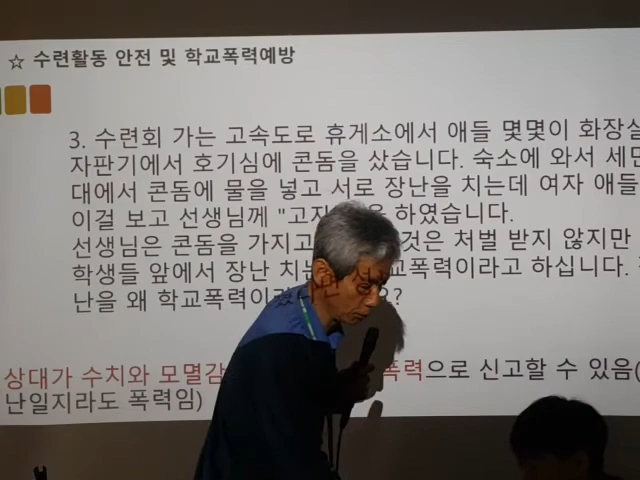 ☆ 수련활동 안전 및 학교폭력예방
3. 수련회 가는 고속도로 휴게소에서 애들 몇몇이 화장실
자판기에서 호기심에 콘돔을 샀습니다. 숙소에 와서 세면
대에서 콘돔에 물을 넣고 서로 장난을 치는데 여자 애들
이걸 보고 선생님께 "고자 하였습니다.
선생님은 콘돔을 가지고 것은 처벌 받지 않지만
학생들 앞에서 장난 치는 교폭력이라고 하십니다.
난을 왜 학교폭력이 ?
상대가 수치와 모멸감 폭력으로 신고할 수 있음(
난일지라도 폭력임)